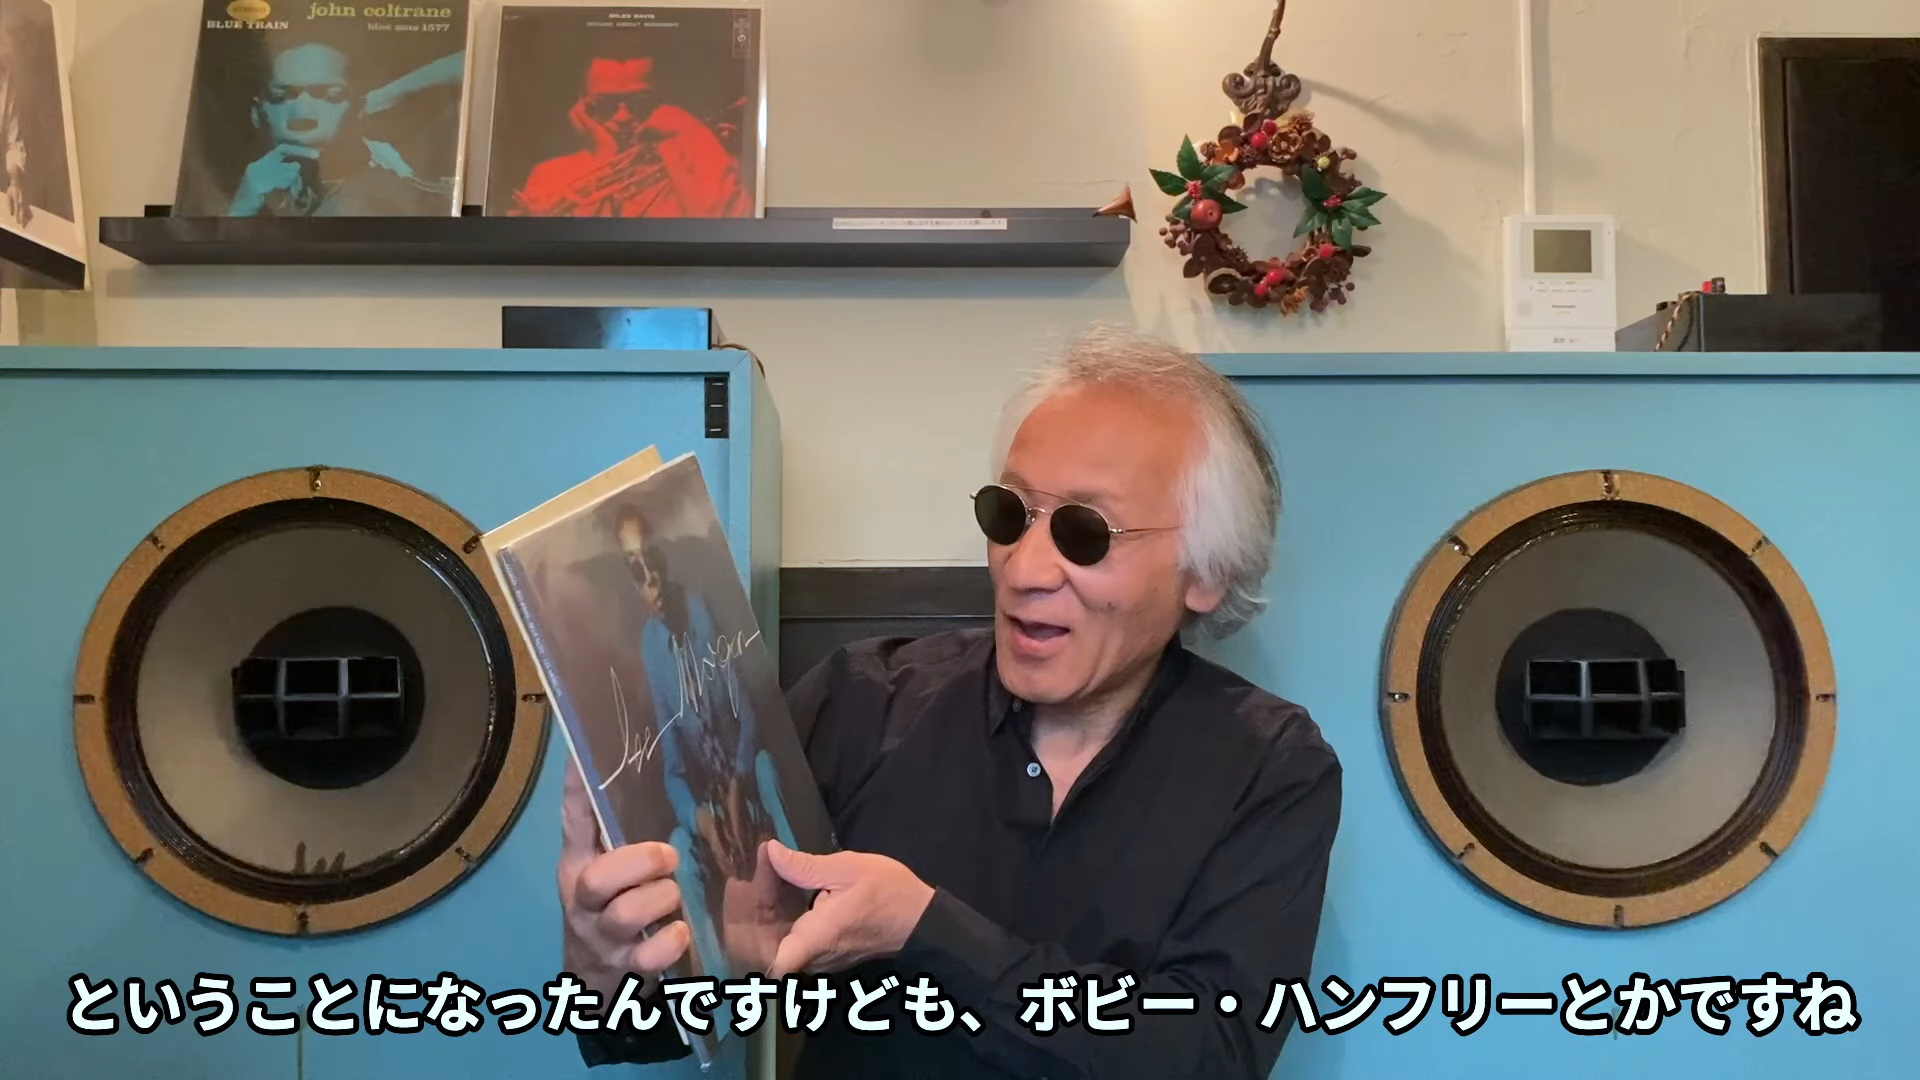 STEREO
BLUE TRAIN
john coltrane
blue note 1577
MILES DAVIS
'ROUND ABOUT MIDNIGHT
Lee Morgan
Panasonic
ということになったんですけども、ボビー・ハンフリーとかですね